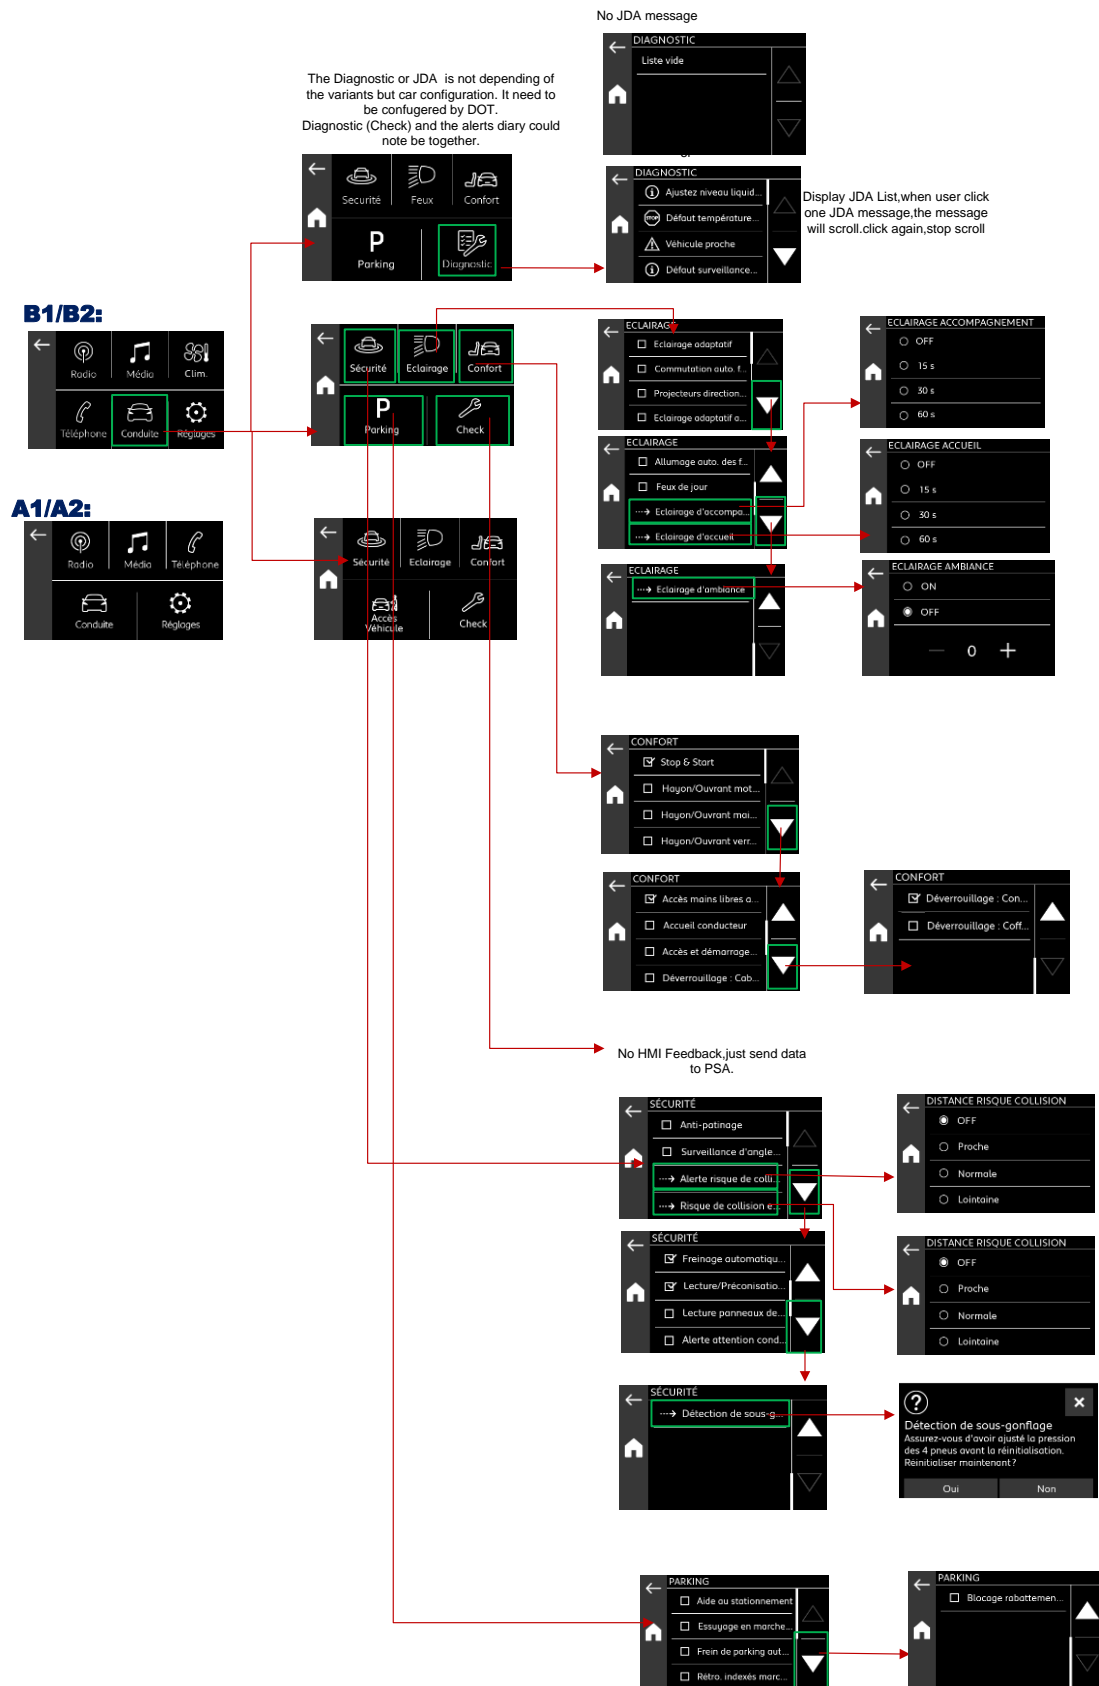 No JDA message
DIAGNOSTIC
Liste vide
The Diagnostic or JDA is not depending of
the variants but car configuration. It need to
be confugered by DOT.
Diagnostic (Check) and the alerts diary could
note be together.
Securité
Feux
Confort
Parking
Diagnostic
DIAGNOSTIC
Ajustez niveau liquid...
STOP
Défaut température...
Véhicule proche
Défaut surveillance...
Display JDA List,when user click
one JDA message,the message
will scroll.click again,stop scroll
B1/B2:
Radio
Média
Clim.
Téléphone
Conduite
Réglages
Sécurité
Eclairage
Confort
Parking
Check
ECLAIRAGE
Eclairage adaptatif
Commutation auto. f...
Projecteurs direction...
Eclairage adaptatif a...
ECLAIRAGE ACCOMPAGNEMENT
OFF
15 s
30 s
60 s
ECLAIRAGE
Allumage auto. des f...
Feux de jour
Eclairage d'accompa...
Eclairage d'accueil
ECLAIRAGE ACCUEIL
OFF
15 s
30 s
60 s
A1/A2:
Radio
Média
Téléphone
Conduite
Réglages
Sécurité
Eclairage
Confort
Accès
Véhicule
Check
ECLAIRAGE
Eclairage d'ambiance
ECLAIRAGE AMBIANCE
ON
OFF
0
CONFORT
Stop & Start
Hayon/Ouvrant mot...
Hayon/Ouvrant mai...
Hayon/Ouvrant verr...
CONFORT
Accès mains libres a...
Accueil conducteur
Accès et démarrage...
Déverrouillage : Cab...
CONFORT
Déverrouillage : Con...
Déverrouillage : Coff...
No HMI Feedback,just send data
to PSA.
SÉCURITÉ
Anti-patinage
Surveillance d'angle...
Alerte risque de colli...
Risque de collision e...
DISTANCE RISQUE COLLISION
OFF
Proche
Normale
Lointaine
SÉCURITÉ
Freinage automatiqu...
Lecture/Préconisatio...
Lecture panneaux de...
Alerte attention cond...
DISTANCE RISQUE COLLISION
OFF
Proche
Normale
Lointaine
SÉCURITÉ
Détection de sous-g...
Détection de sous-gonflage
Assurez-vous d'avoir ajusté la pression
des 4 pneus avant la réinitialisation.
Réinitialiser maintenant?
Oui
Non
PARKING
Aide au stationnement
Essuyage en marche...
Frein de parking aut...
Rétro. indexés marc...
PARKING
Blocage rabattemen...